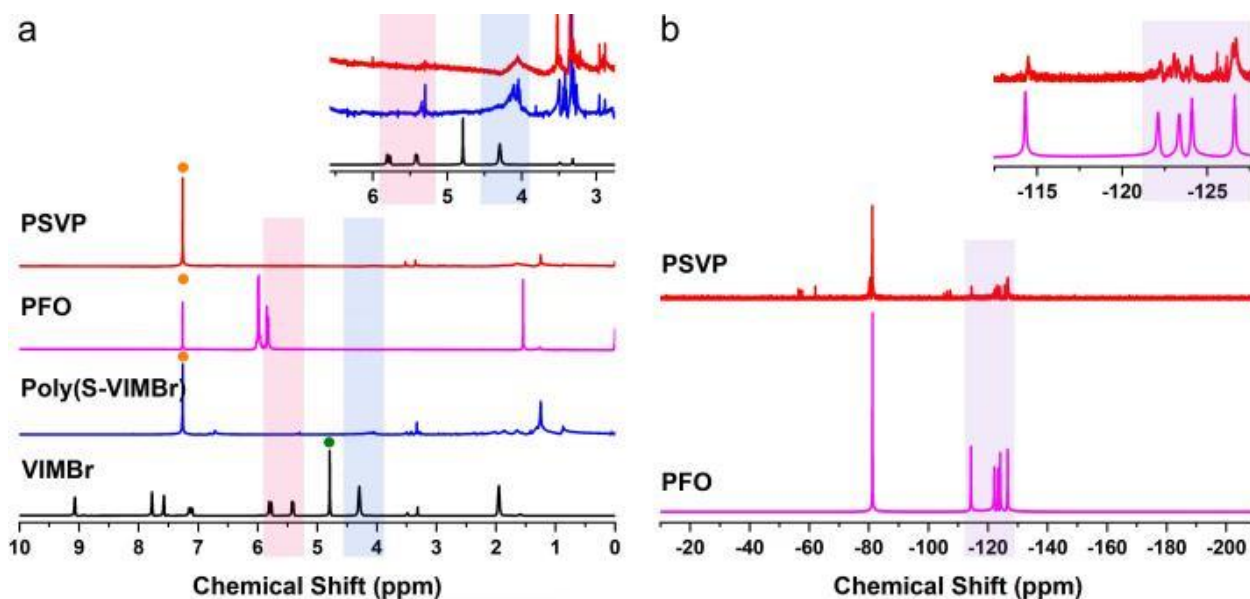 a
6 5 4 3
PSVP
PFO
Poly(S-VIMBr)
VIMBr
10 9 8 7 6 5 4 3 2 1 0
Chemical Shift (ppm)
b
-115 -120 -125
PSVP
PFO
-20 -40 -60 -80 -100 -120 -140 -160 -180 -200
Chemical Shift (ppm)